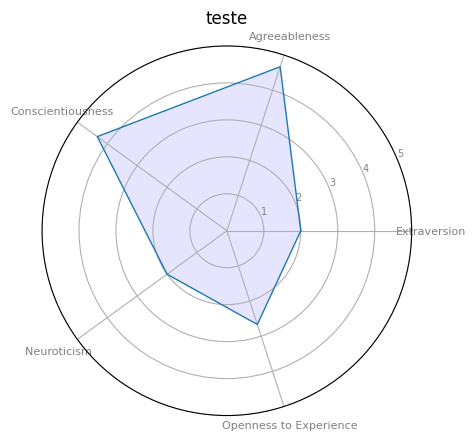 teste
Agreeableness
Conscientiousness
5
4
3
2
1
Extraversion
Neuroticism
Openness to Experience